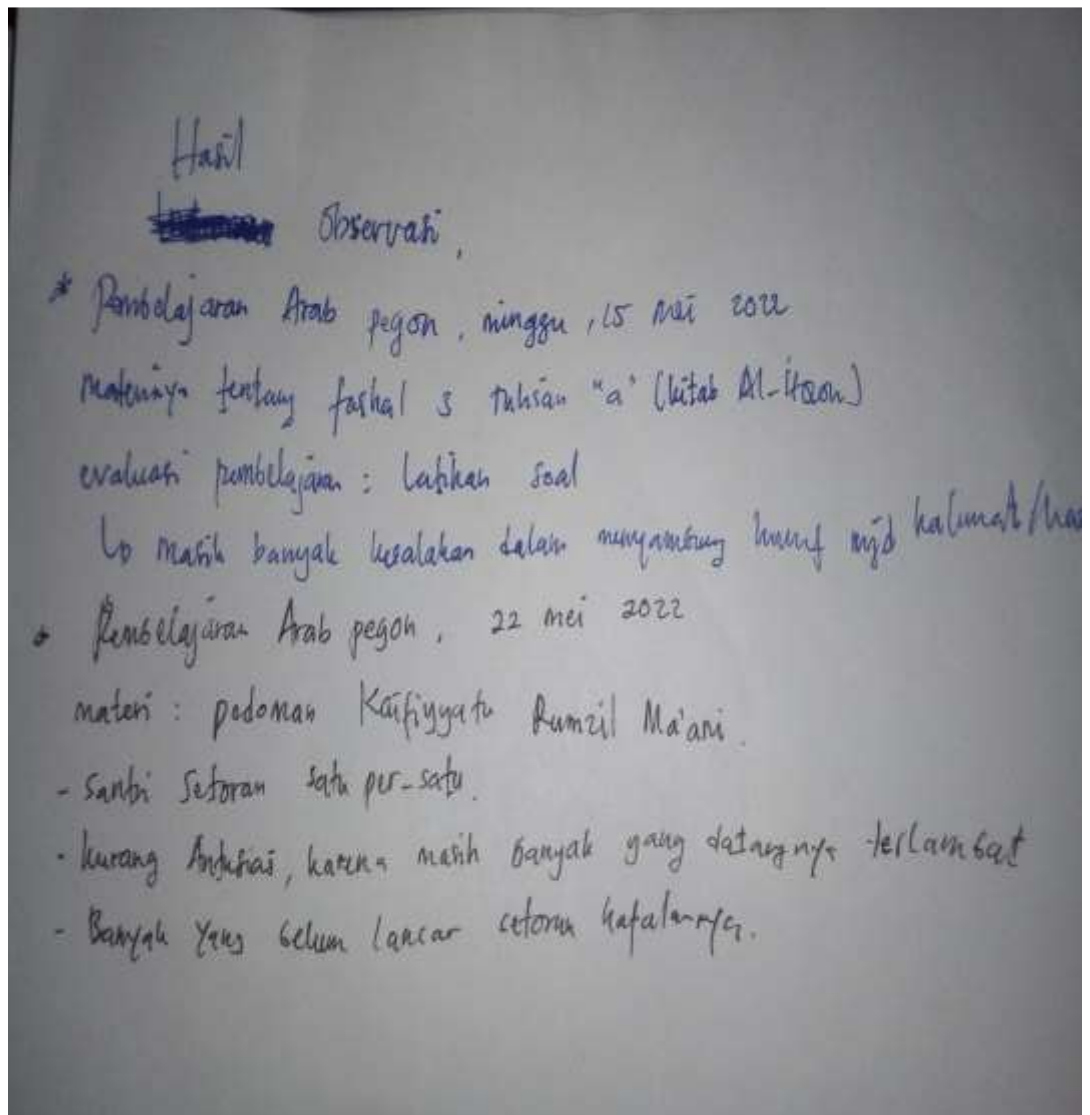 Hasil
Observasi,
* Pembelajaran Arab pegon, minggu, 15 Mei 2022
materinya tentang fashal 3 tulisan "a" (kitab Al-Itqon)
evaluasi pembelajaran : Latihan soal
↳ masih banyak kesalahan dalam menyambung huruf mjd kalimat/
* Pembelajaran Arab pegon, 22 mei 2022
materi : pedoman Kaifiyyatu Rumzil Ma'ani.
- Santri Setoran satu per-satu.
- kurang Antusias, karena masih banyak yang datangnya terlambat
- Banyak yang belum lancar setoran hafalannya.